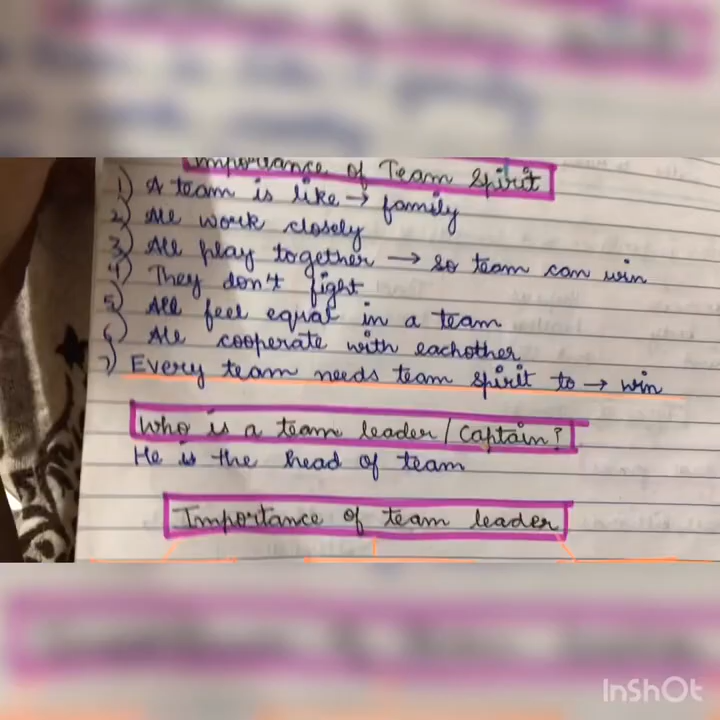 Importance of Team Spirit
1) A team is like → family
2) All work closely
3) All play together → so team can win
4) They don't fight
5) All feel equal in a team
6) All cooperate with eachother
7) Every team needs team spirit to → win
Who is a team leader / Captain?
He is the head of team
Importance of team leader
InShOt